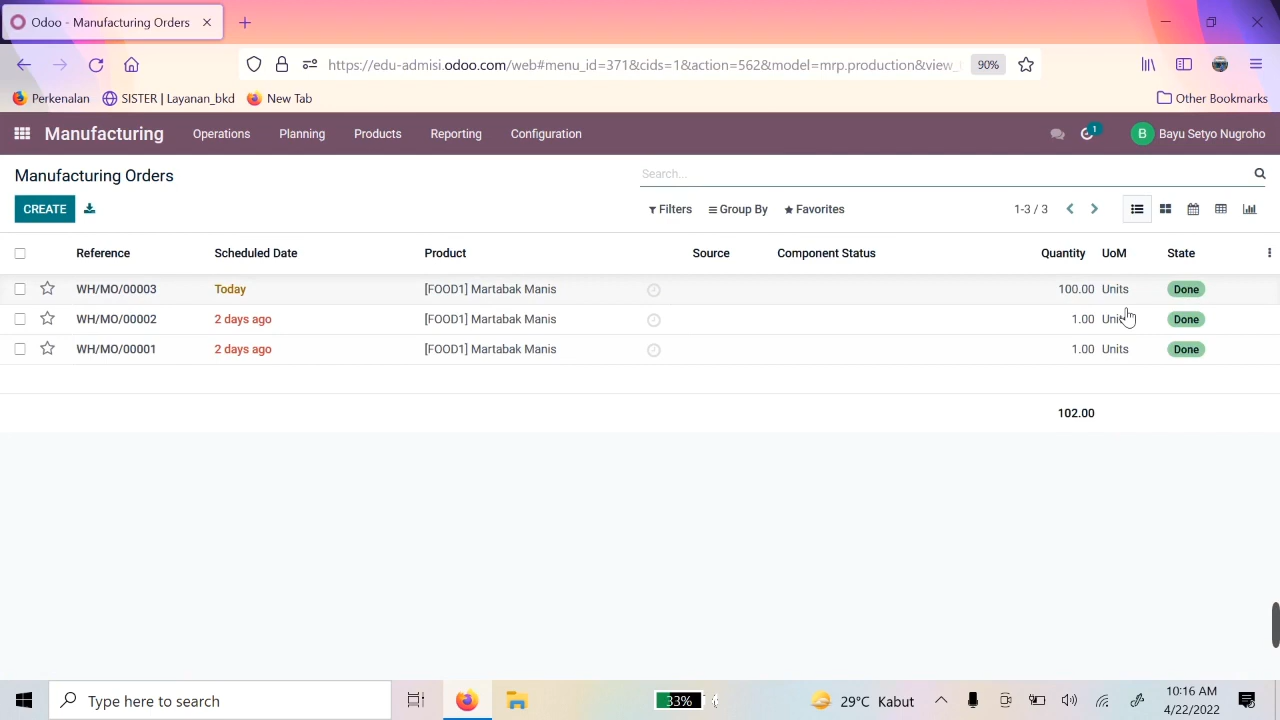 Odoo - Manufacturing Orders
https://edu-admisi.odoo.com/web#menu_id=371&cids=1&action=562&model=mrp.production&view_ 90%
Perkenalan SISTER | Layanan_bkd New Tab Other Bookmarks
Manufacturing Operations Planning Products Reporting Configuration 1 B Bayu Setyo Nugroho
Manufacturing Orders Search...
CREATE Filters Group By Favorites 1-3 / 3
Reference Scheduled Date Product Source Component Status Quantity UoM State
WH/MO/00003 Today [FOOD1] Martabak Manis 100.00 Units Done
WH/MO/00002 2 days ago [FOOD1] Martabak Manis 1.00 Units Done
WH/MO/00001 2 days ago [FOOD1] Martabak Manis 1.00 Units Done
102.00
Type here to search 33% 29°C Kabut 10:16 AM
4/22/2022